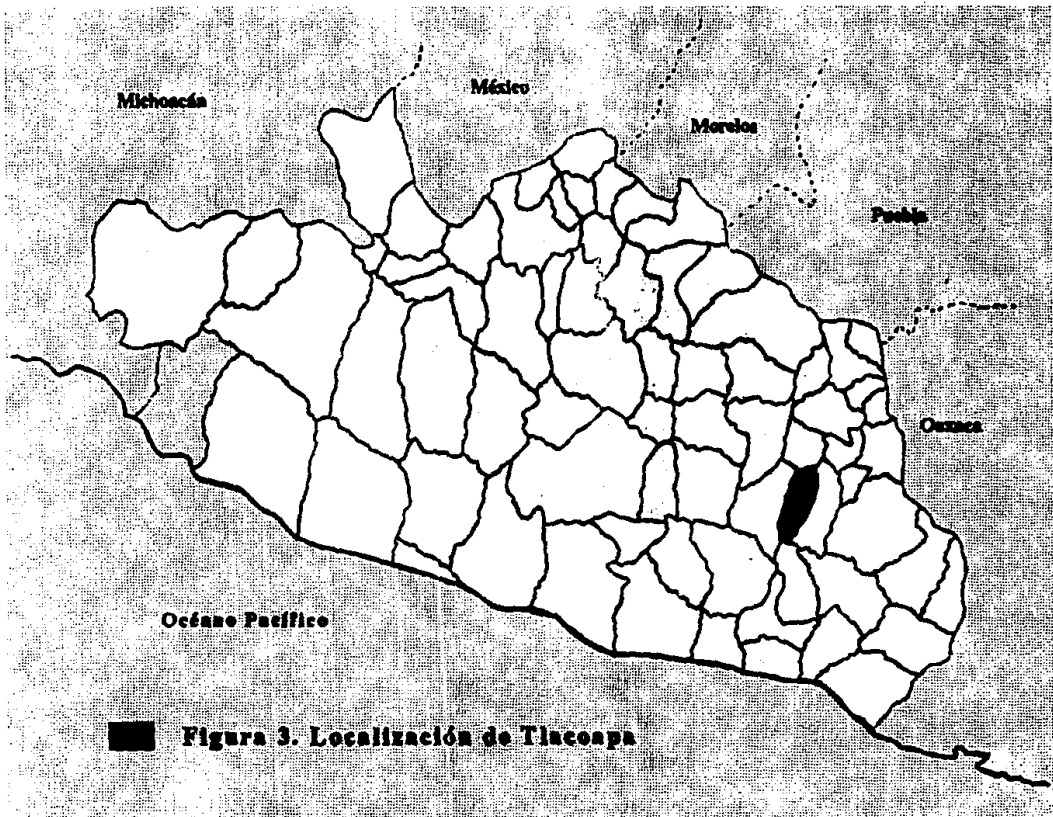 Michoacán
México
Morelos
Puebla
Oaxaca
Océano Pacífico
Figura 3. Localización de Tlacoapa